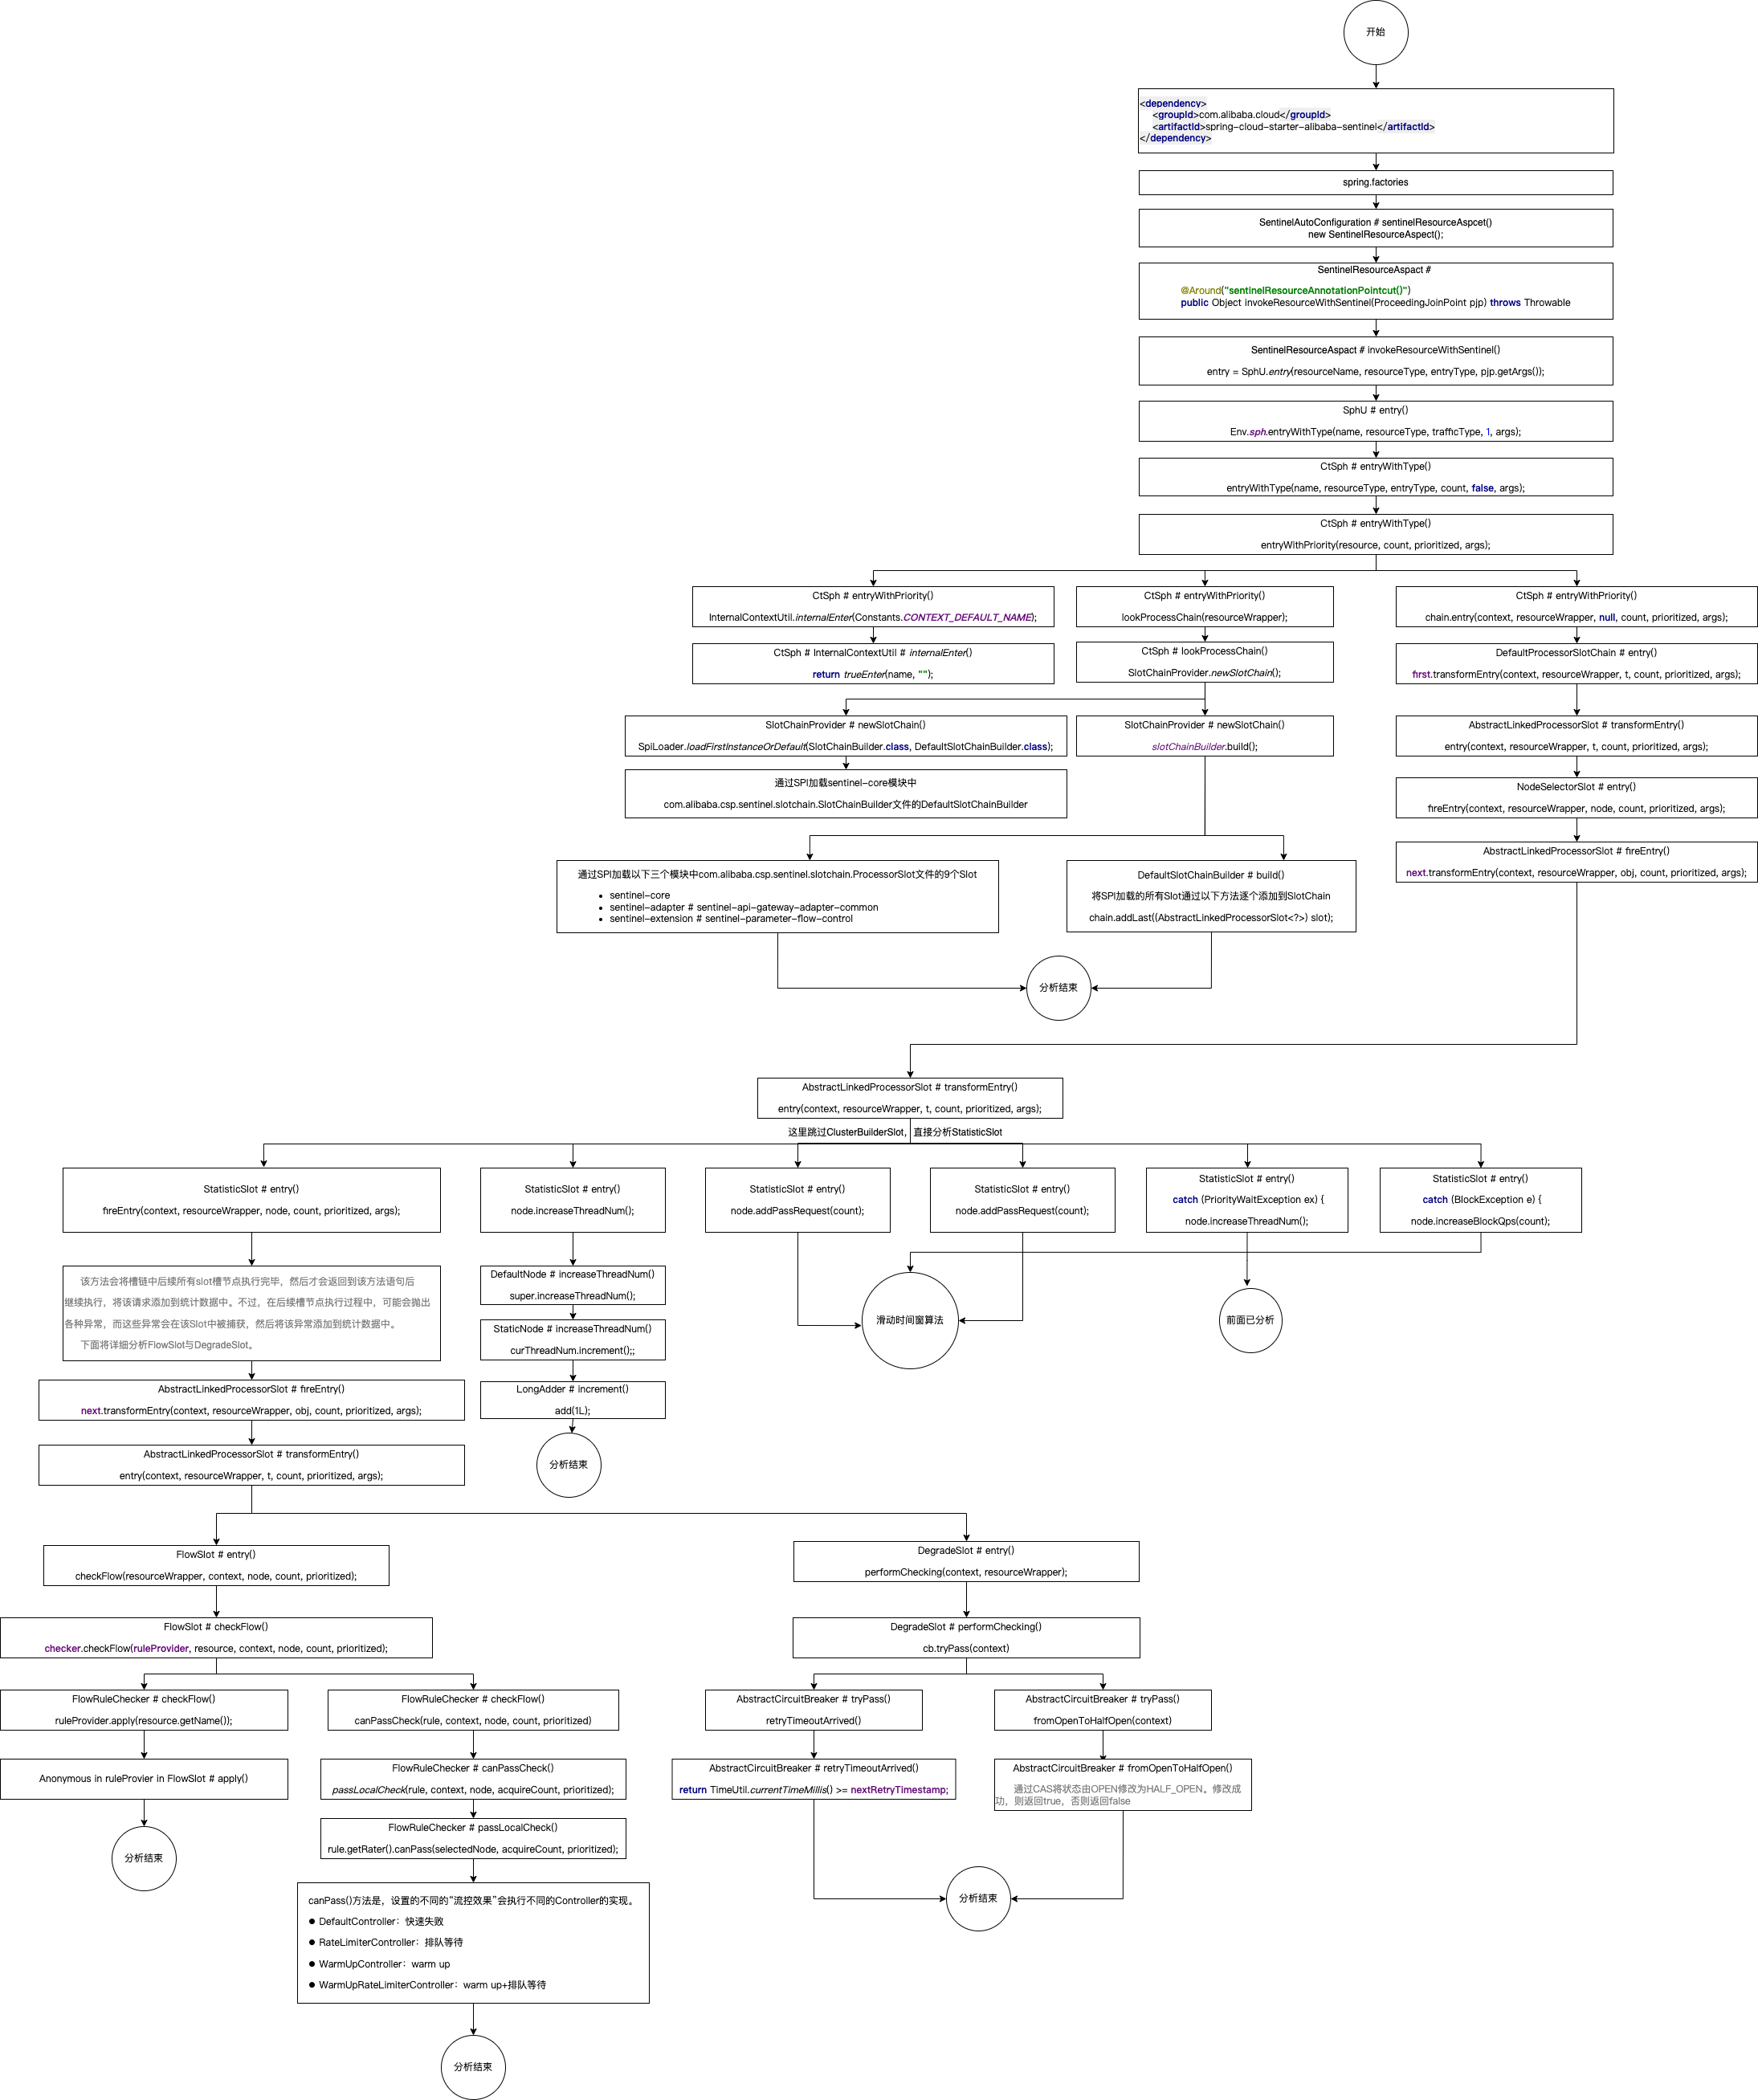 开始
<dependency>
<groupId>com.alibaba.cloud</groupId>
<artifactId>spring-cloud-starter-alibaba-sentinel</artifactId>
</dependency>
spring.factories
SentinelAutoConfiguration # sentinelResourceAspcet()
new SentinelResourceAspect();
SentinelResourceAspact #
@Around("sentinelResourceAnnotationPointcut()")
public Object invokeResourceWithSentinel(ProceedingJoinPoint pjp) throws Throwable
SentinelResourceAspact # invokeResourceWithSentinel()
entry = SphU.entry(resourceName, resourceType, entryType, pjp.getArgs());
SphU # entry()
Env.sph.entryWithType(name, resourceType, trafficType, 1, args);
CtSph # entryWithType()
entryWithType(name, resourceType, entryType, count, false, args);
CtSph # entryWithType()
entryWithPriority(resource, count, prioritized, args);
CtSph # entryWithPriority()
InternalContextUtil.internalEnter(Constants.CONTEXT_DEFAULT_NAME);
CtSph # entryWithPriority()
lookProcessChain(resourceWrapper);
CtSph # entryWithPriority()
chain.entry(context, resourceWrapper, null, count, prioritized, args);
CtSph # InternalContextUtil # internalEnter()
return trueEnter(name, "");
CtSph # lookProcessChain()
SlotChainProvider.newSlotChain();
DefaultProcessorSlotChain # entry()
first.transformEntry(context, resourceWrapper, t, count, prioritized, args);
SlotChainProvider # newSlotChain()
SpiLoader.loadFirstInstanceOrDefault(SlotChainBuilder.class, DefaultSlotChainBuilder.class);
SlotChainProvider # newSlotChain()
slotChainBuilder.build();
AbstractLinkedProcessorSlot # transformEntry()
entry(context, resourceWrapper, t, count, prioritized, args);
通过SPI加载sentinel-core模块中
com.alibaba.csp.sentinel.slotchain.SlotChainBuilder文件的DefaultSlotChainBuilder
NodeSelectorSlot # entry()
fireEntry(context, resourceWrapper, node, count, prioritized, args);
AbstractLinkedProcessorSlot # fireEntry()
next.transformEntry(context, resourceWrapper, obj, count, prioritized, args);
通过SPI加载以下三个模块中com.alibaba.csp.sentinel.slotchain.ProcessorSlot文件的9个Slot
• sentinel-core
• sentinel-adapter # sentinel-api-gateway-adapter-common
• sentinel-extension # sentinel-parameter-flow-control
DefaultSlotChainBuilder # build()
将SPI加载的所有Slot通过以下方法逐个添加到SlotChain
chain.addLast((AbstractLinkedProcessorSlot<?>) slot);
分析结束
AbstractLinkedProcessorSlot # transformEntry()
entry(context, resourceWrapper, t, count, prioritized, args);
这里跳过ClusterBuilderSlot，直接分析StatisticSlot
StatisticSlot # entry()
fireEntry(context, resourceWrapper, node, count, prioritized, args);
StatisticSlot # entry()
node.increaseThreadNum();
StatisticSlot # entry()
node.addPassRequest(count);
StatisticSlot # entry()
node.addPassRequest(count);
StatisticSlot # entry()
catch (PriorityWaitException ex) {
node.increaseThreadNum();
StatisticSlot # entry()
catch (BlockException e) {
node.increaseBlockQps(count);
该方法会将槽链中后续所有slot槽节点执行完毕，然后才会返回到该方法语句后
继续执行，将该请求添加到统计数据中。不过，在后续槽节点执行过程中，可能会抛出
各种异常，而这些异常会在该Slot中被捕获，然后将该异常添加到统计数据中。
下面将详细分析FlowSlot与DegradeSlot。
DefaultNode # increaseThreadNum()
super.increaseThreadNum();
滑动时间窗算法
前面已分析
StaticNode # increaseThreadNum()
curThreadNum.increment();;
AbstractLinkedProcessorSlot # fireEntry()
next.transformEntry(context, resourceWrapper, obj, count, prioritized, args);
LongAdder # increment()
add(1L);
AbstractLinkedProcessorSlot # transformEntry()
entry(context, resourceWrapper, t, count, prioritized, args);
分析结束
FlowSlot # entry()
checkFlow(resourceWrapper, context, node, count, prioritized);
DegradeSlot # entry()
performChecking(context, resourceWrapper);
FlowSlot # checkFlow()
checker.checkFlow(ruleProvider, resource, context, node, count, prioritized);
DegradeSlot # performChecking()
cb.tryPass(context)
FlowRuleChecker # checkFlow()
ruleProvider.apply(resource.getName());
FlowRuleChecker # checkFlow()
canPassCheck(rule, context, node, count, prioritized)
AbstractCircuitBreaker # tryPass()
retryTimeoutArrived()
AbstractCircuitBreaker # tryPass()
fromOpenToHalfOpen(context)
Anonymous in ruleProvier in FlowSlot # apply()
FlowRuleChecker # canPassCheck()
passLocalCheck(rule, context, node, acquireCount, prioritized);
AbstractCircuitBreaker # retryTimeoutArrived()
return TimeUtil.currentTimeMillis() >= nextRetryTimestamp;
AbstractCircuitBreaker # fromOpenToHalfOpen()
通过CAS将状态由OPEN修改为HALF_OPEN。修改成
功，则返回true，否则返回false
分析结束
FlowRuleChecker # passLocalCheck()
rule.getRater().canPass(selectedNode, acquireCount, prioritized);
分析结束
canPass()方法是，设置的不同的“流控效果”会执行不同的Controller的实现。
● DefaultController：快速失败
● RateLimiterController：排队等待
● WarmUpController：warm up
● WarmUpRateLimiterController：warm up+排队等待
分析结束